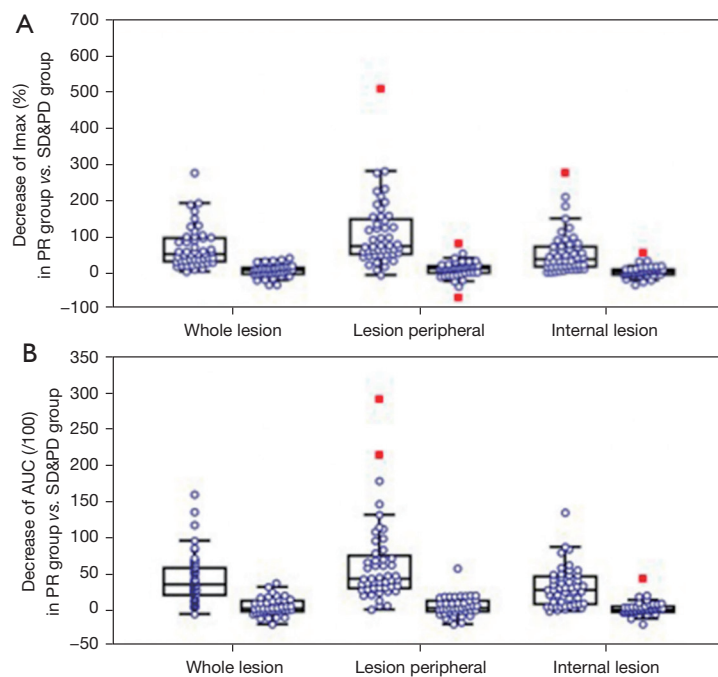 A
Decrease of Imax (%)
in PR group vs. SD&PD group
700
600
500
400
300
200
100
0
−100
Whole lesion Lesion peripheral Internal lesion
B
Decrease of AUC (/100)
in PR group vs. SD&PD group
350
300
250
200
150
100
50
0
−50
Whole lesion Lesion peripheral Internal lesion